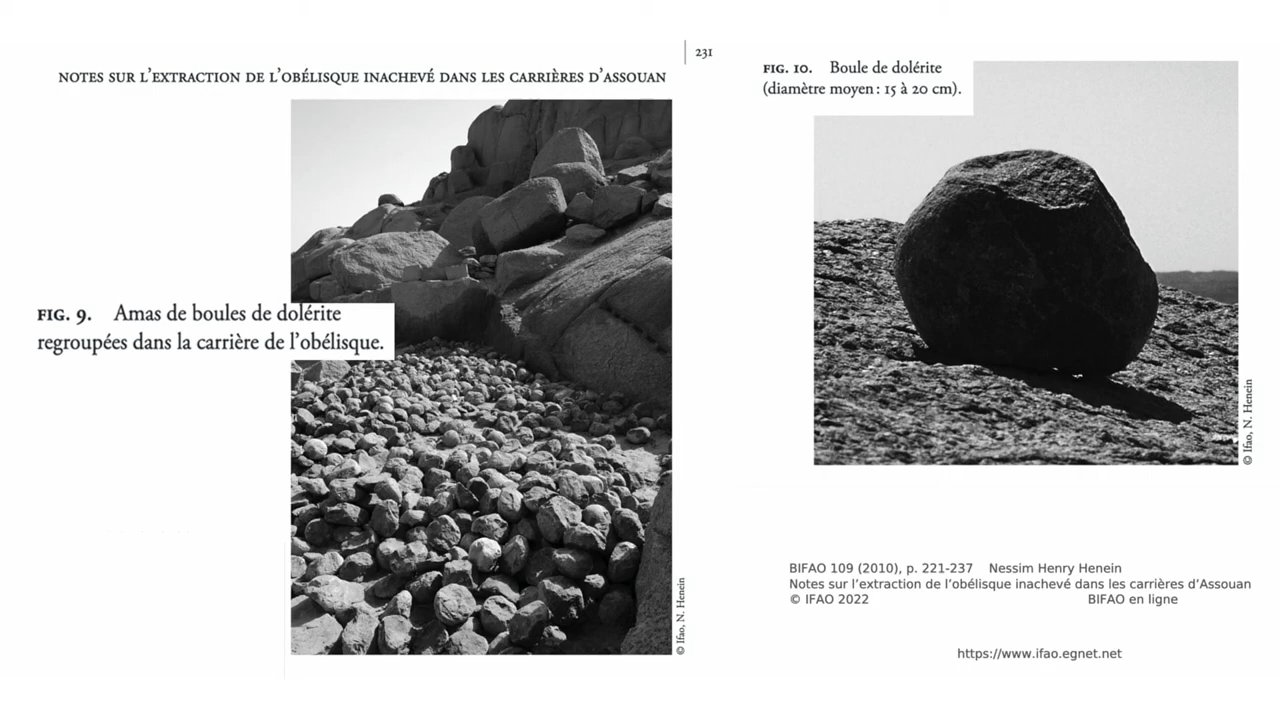 231
NOTES SUR L’EXTRACTION DE L’OBÉLISQUE INACHEVÉ DANS LES CARRIÈRES D’ASSOUAN
FIG. 9. Amas de boules de dolérite
regroupées dans la carrière de l’obélisque.
© Ifao, N. Henein
FIG. 10. Boule de dolérite
(diamètre moyen : 15 à 20 cm).
© Ifao, N. Henein
BIFAO 109 (2010), p. 221-237 Nessim Henry Henein
Notes sur l’extraction de l’obélisque inachevé dans les carrières d’Assouan
© IFAO 2022 BIFAO en ligne
https://www.ifao.egnet.net